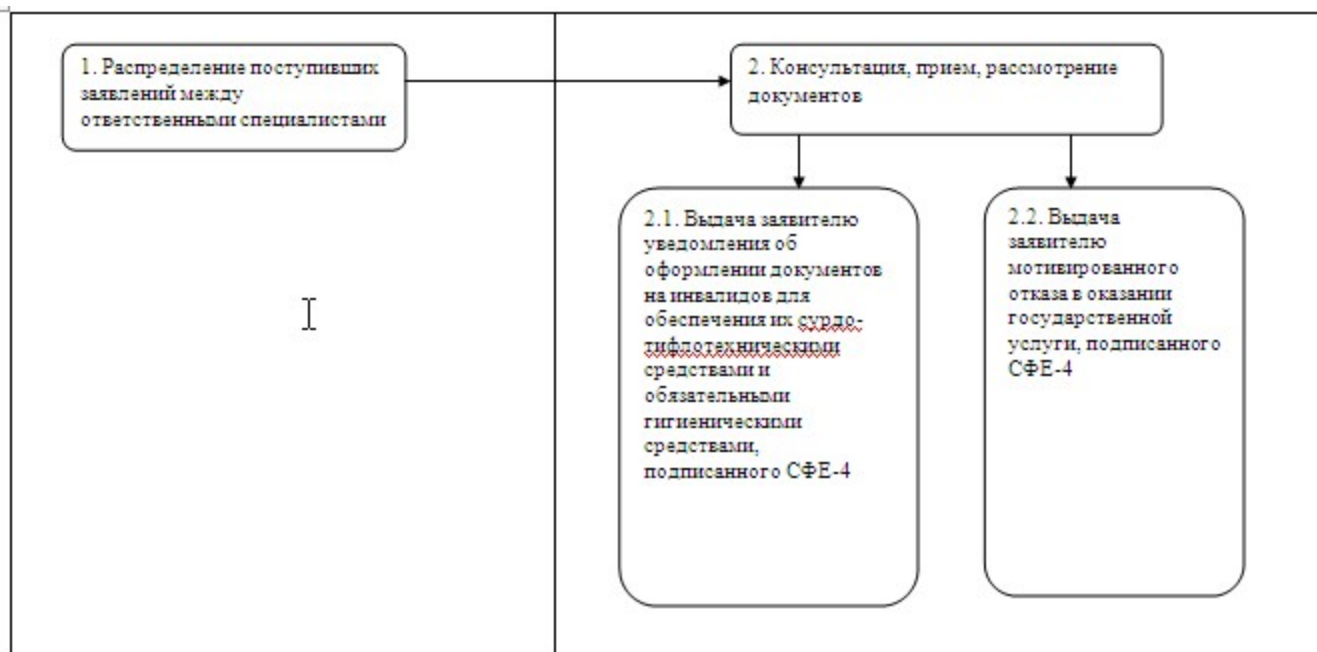 1. Распределение поступивших
заявлений между
ответственными специалистами
2. Консультация, прием, рассмотрение
документов
2.1. Выдача заявителю
уведомления об
оформлении документов
на инвалидов для
обеспечения их сурдо-
тифлотехническими
средствами и
обязательными
гигиеническими
средствами,
подписанного СФЕ-4
2.2. Выдача
заявителю
мотивированного
отказа в оказании
государственной
услуги, подписанного
СФЕ-4